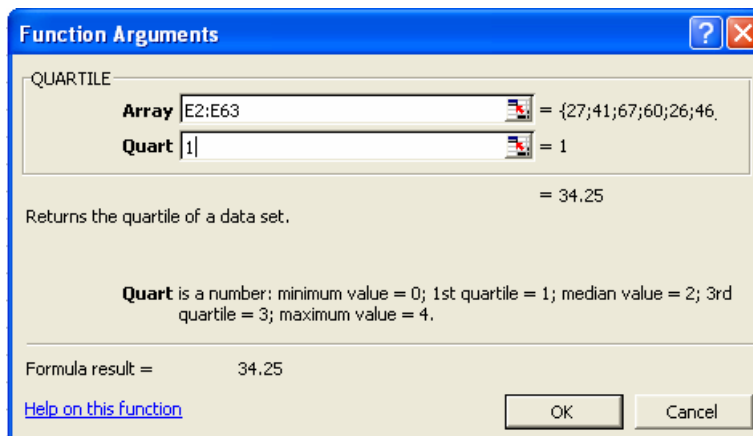 Function Arguments
QUARTILE
Array E2:E63 = {27;41;67;60;26;46
Quart 1 = 1
= 34.25
Returns the quartile of a data set.
Quart is a number: minimum value = 0; 1st quartile = 1; median value = 2; 3rd
quartile = 3; maximum value = 4.
Formula result = 34.25
Help on this function
OK Cancel